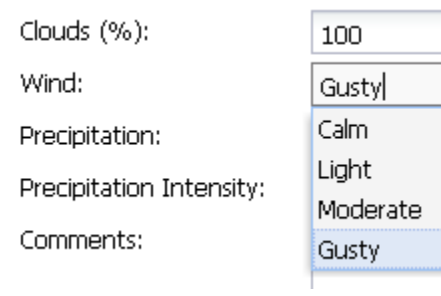 Clouds (%): 100
Wind: Gusty
Precipitation: Calm
Light
Precipitation Intensity: Moderate
Comments: Gusty